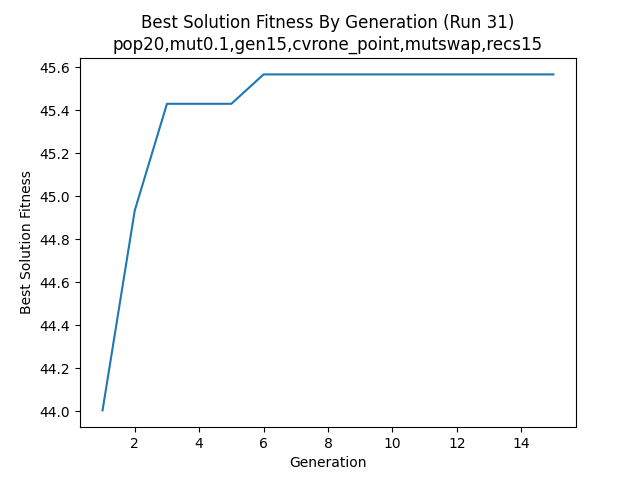 Best Solution Fitness By Generation (Run 31)
pop20,mut0.1,gen15,cvrone_point,mutswap,recs15
45.6
45.4
45.2
45.0
44.8
44.6
44.4
44.2
44.0
Best Solution Fitness
2 4 6 8 10 12 14
Generation